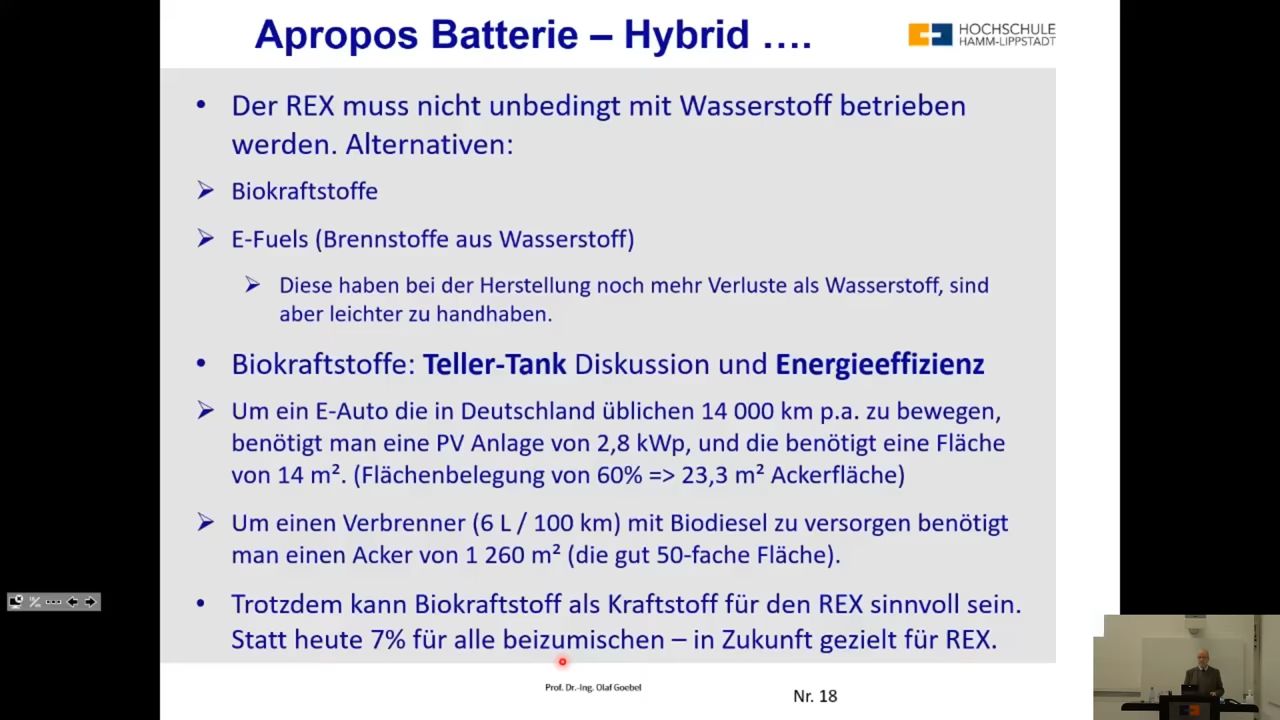 Apropos Batterie – Hybrid ....
HOCHSCHULE
HAMM-LIPPSTADT
• Der REX muss nicht unbedingt mit Wasserstoff betrieben
werden. Alternativen:
➢ Biokraftstoffe
➢ E-Fuels (Brennstoffe aus Wasserstoff)
➢ Diese haben bei der Herstellung noch mehr Verluste als Wasserstoff, sind
aber leichter zu handhaben.
• Biokraftstoffe: Teller-Tank Diskussion und Energieeffizienz
➢ Um ein E-Auto die in Deutschland üblichen 14 000 km p.a. zu bewegen,
benötigt man eine PV Anlage von 2,8 kWp, und die benötigt eine Fläche
von 14 m². (Flächenbelegung von 60% => 23,3 m² Ackerfläche)
➢ Um einen Verbrenner (6 L / 100 km) mit Biodiesel zu versorgen benötigt
man einen Acker von 1 260 m² (die gut 50-fache Fläche).
• Trotzdem kann Biokraftstoff als Kraftstoff für den REX sinnvoll sein.
Statt heute 7% für alle beizumischen – in Zukunft gezielt für REX.
Prof. Dr.-Ing. Olaf Goebel
Nr. 18